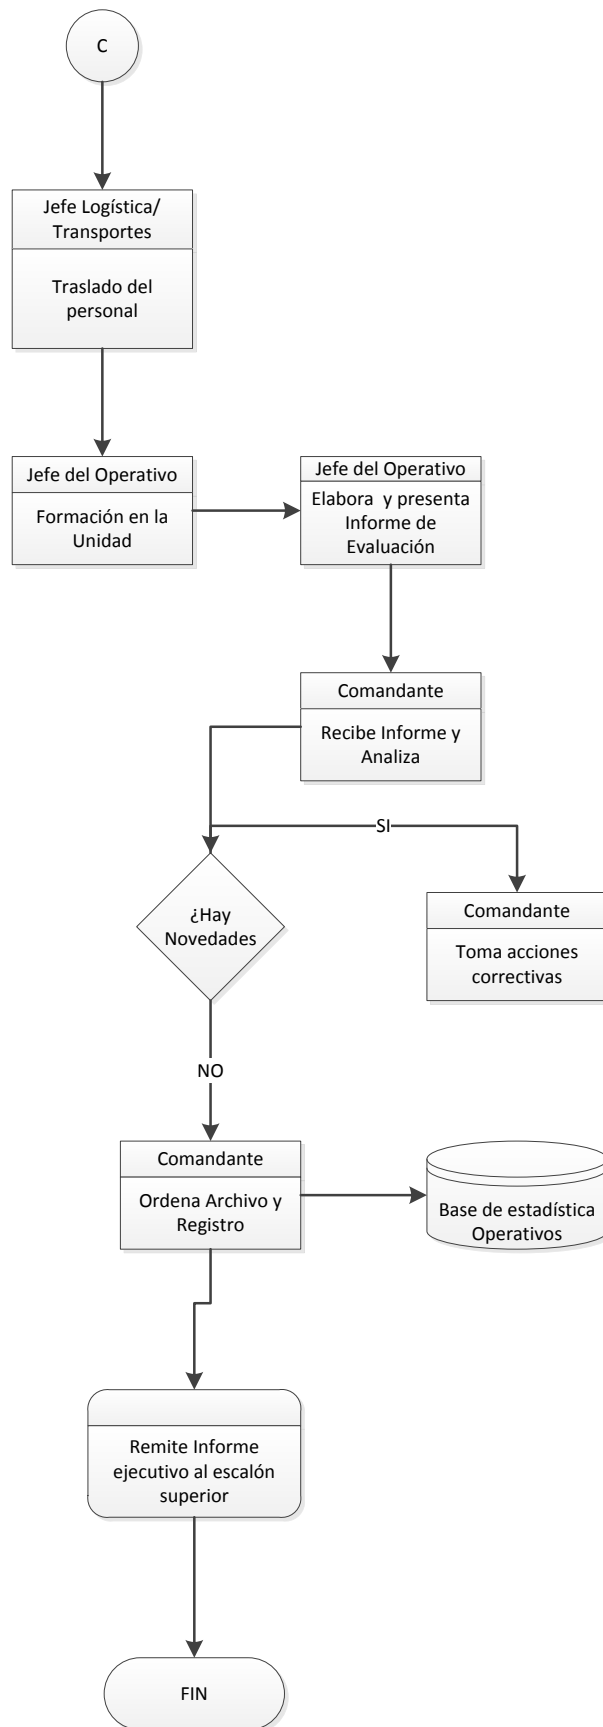 C
Jefe Logística/
Transportes
Traslado del
personal
Jefe del Operativo
Formación en la
Unidad
Jefe del Operativo
Elabora  y presenta
Informe de
Evaluación
Comandante
Recibe Informe y
Analiza
SI
¿Hay
Novedades
Comandante
Toma acciones
correctivas
NO
Comandante
Ordena Archivo y
Registro
Base de estadística
Operativos
Remite Informe
ejecutivo al escalón
superior
FIN